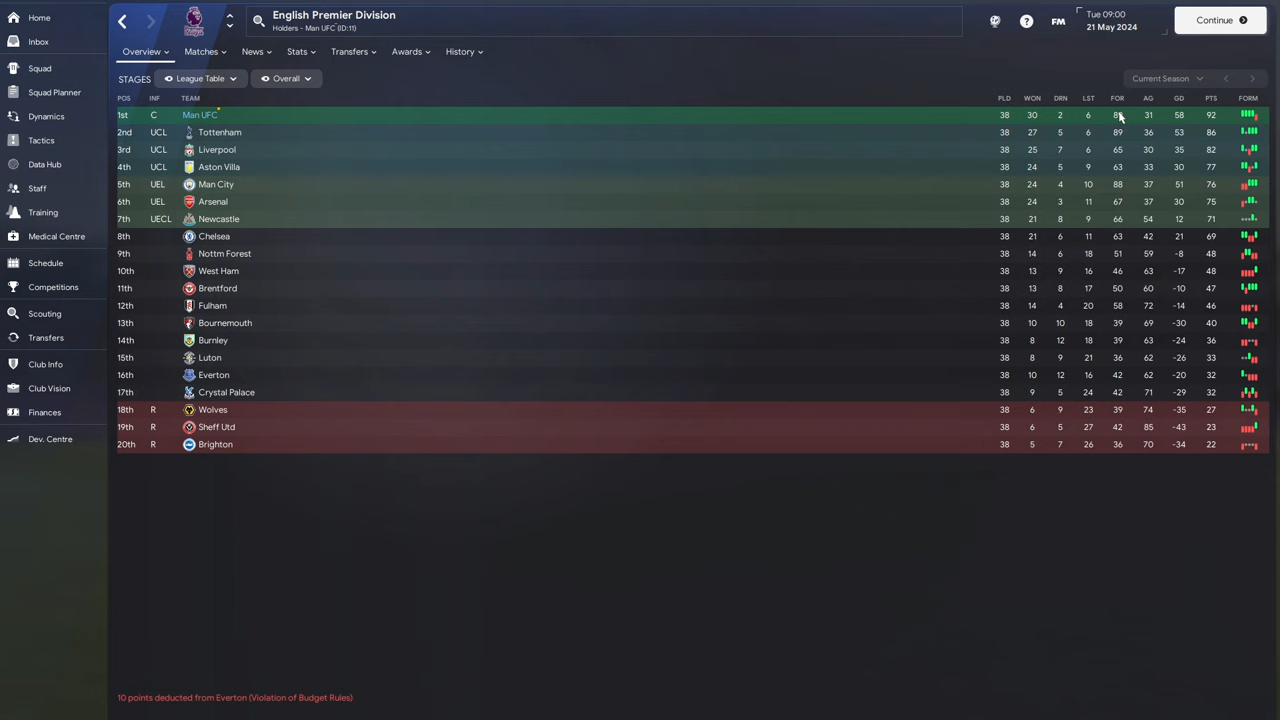 Home
Inbox
Squad
Squad Planner
Dynamics
Tactics
Data Hub
Staff
Training
Medical Centre
Schedule
Competitions
Scouting
Transfers
Club Info
Club Vision
Finances
Dev. Centre
English Premier Division
Holders - Man UFC (ID:11)
FM
Tue 09:00
21 May 2024
Continue
Overview Matches News Stats Transfers Awards History
STAGES League Table Overall Current Season
POS INF TEAM PLD WON DRN LST FOR AG GD PTS FORM
1st C Man UFC 38 30 2 6 31 58 92
2nd UCL Tottenham 38 27 5 6 89 36 53 86
3rd UCL Liverpool 38 25 7 6 65 30 35 82
4th UCL Aston Villa 38 24 5 9 63 33 30 77
5th UEL Man City 38 24 4 10 88 37 51 76
6th UEL Arsenal 38 24 3 11 67 37 30 75
7th UECL Newcastle 38 21 8 9 66 54 12 71
8th Chelsea 38 21 6 11 63 42 21 69
9th Nottm Forest 38 14 6 18 51 59 -8 48
10th West Ham 38 13 9 16 46 63 -17 48
11th Brentford 38 13 8 17 50 60 -10 47
12th Fulham 38 14 4 20 58 72 -14 46
13th Bournemouth 38 10 10 18 39 69 -30 40
14th Burnley 38 8 12 18 39 63 -24 36
15th Luton 38 8 9 21 36 62 -26 33
16th Everton 38 10 12 16 42 62 -20 32
17th Crystal Palace 38 9 5 24 42 71 -29 32
18th R Wolves 38 6 9 23 39 74 -35 27
19th R Sheff Utd 38 6 5 27 42 85 -43 23
20th R Brighton 38 5 7 26 36 70 -34 22
10 points deducted from Everton (Violation of Budget Rules)